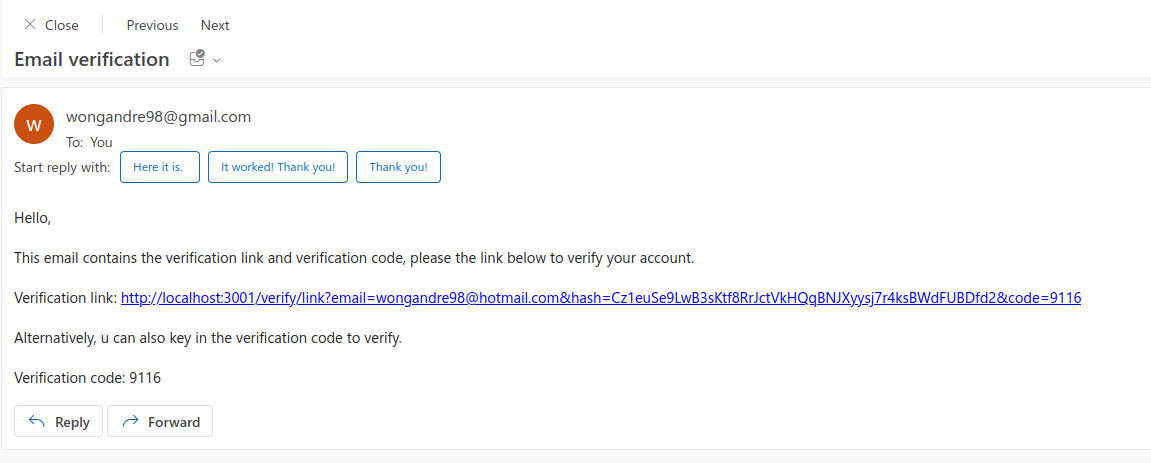 Close Previous Next
Email verification
W
wongandre98@gmail.com
To: You
Start reply with: Here it is. It worked! Thank you! Thank you!
Hello,
This email contains the verification link and verification code, please the link below to verify your account.
Verification link: http://localhost:3001/verify/link?email=wongandre98@hotmail.com&hash=Cz1euSe9LwB3sKtf8RrJctVkHQqBNJXyysj7r4ksBWdFUBDfd2&code=9116
Alternatively, u can also key in the verification code to verify.
Verification code: 9116
Reply Forward